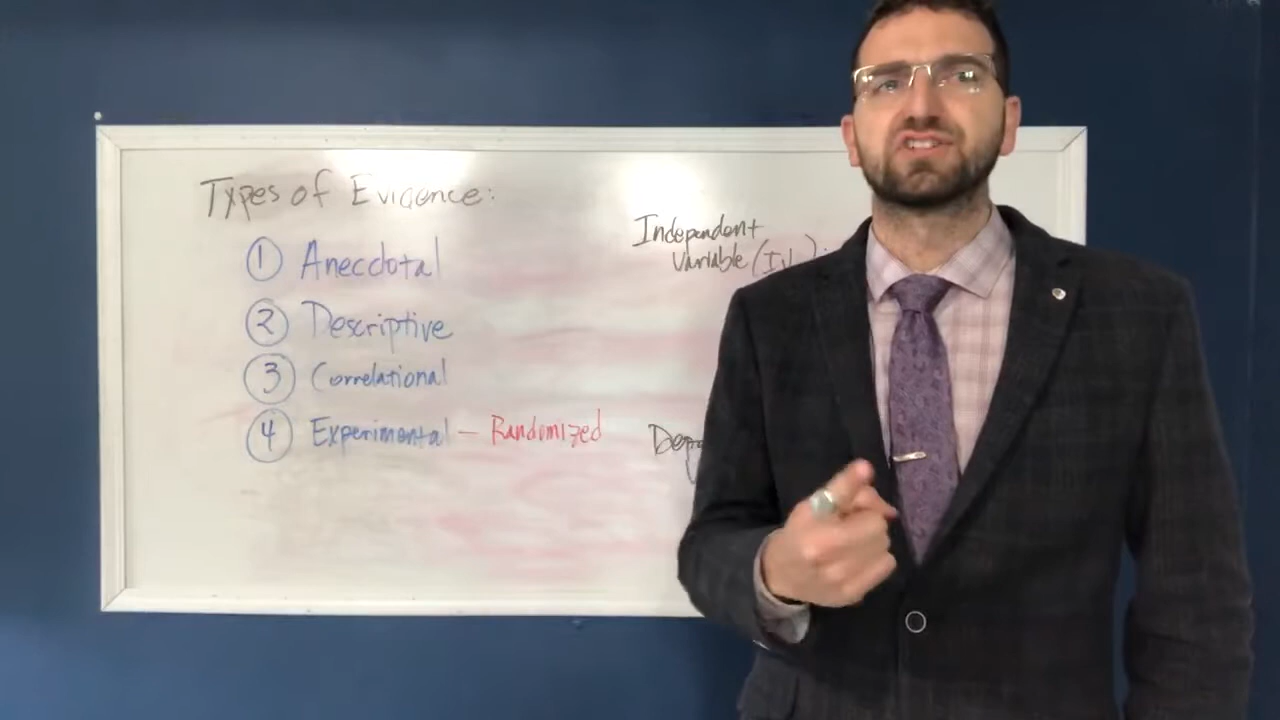 Types of Evidence:
① Anecdotal
② Descriptive
③ Correlational
④ Experimental — Randomized
Independent
Variable